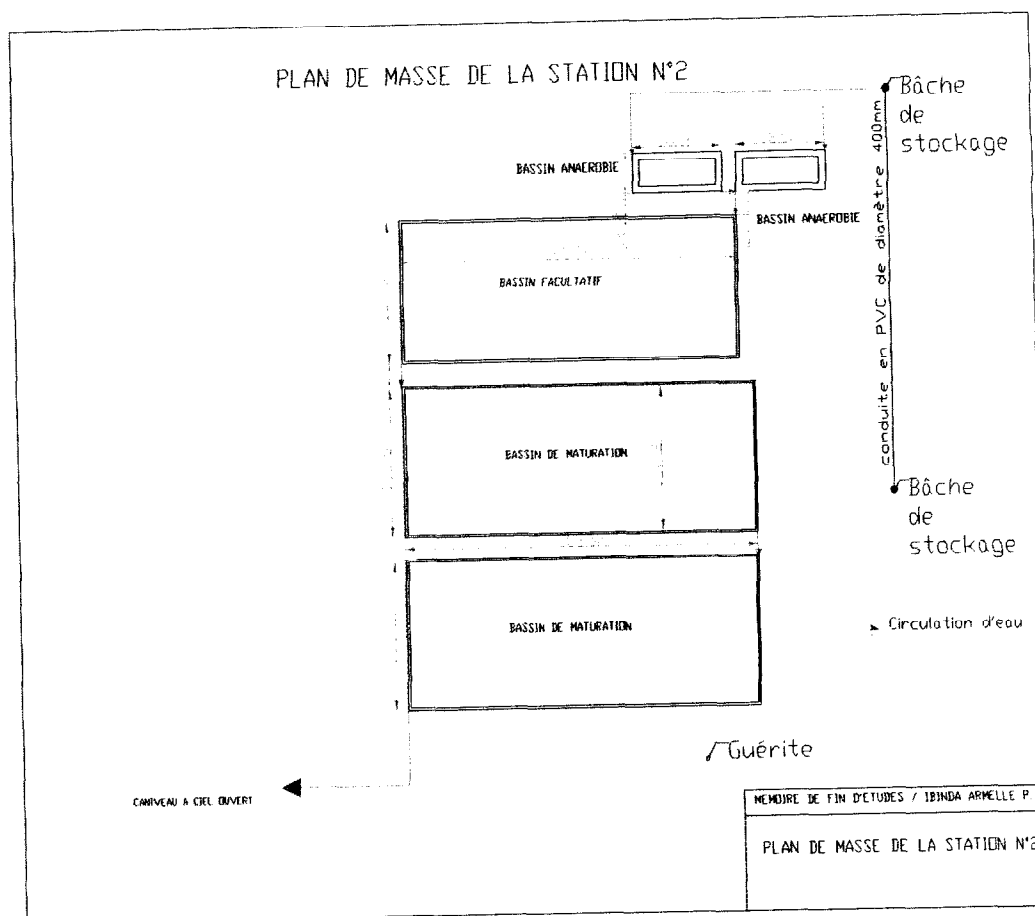 PLAN DE MASSE DE LA STATION N°2
Bâche
de
stockage
conduite en PVC de diamètre 400mm
BASSIN ANAEROBIE
BASSIN ANAEROBIE
BASSIN FACULTATIF
BASSIN DE MATURATION
Bâche
de
stockage
BASSIN DE MATURATION
Circulation d'eau
Guérite
CANIVEAU A CIEL OUVERT
MEMOIRE DE FIN D'ETUDES / IBINDA ARMELLE P.
PLAN DE MASSE DE LA STATION N°2